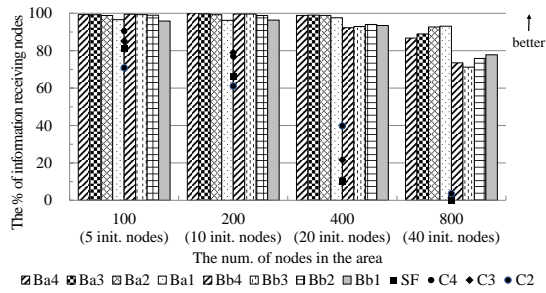 The % of information receiving nodes
100
80
60
40
20
0
better
100 200 400 800
(5 init. nodes) (10 init. nodes) (20 init. nodes) (40 init. nodes)
The num. of nodes in the area
Ba4 Ba3 Ba2 Ba1 Bb4 Bb3 Bb2 Bb1 SF C4 C3 C2